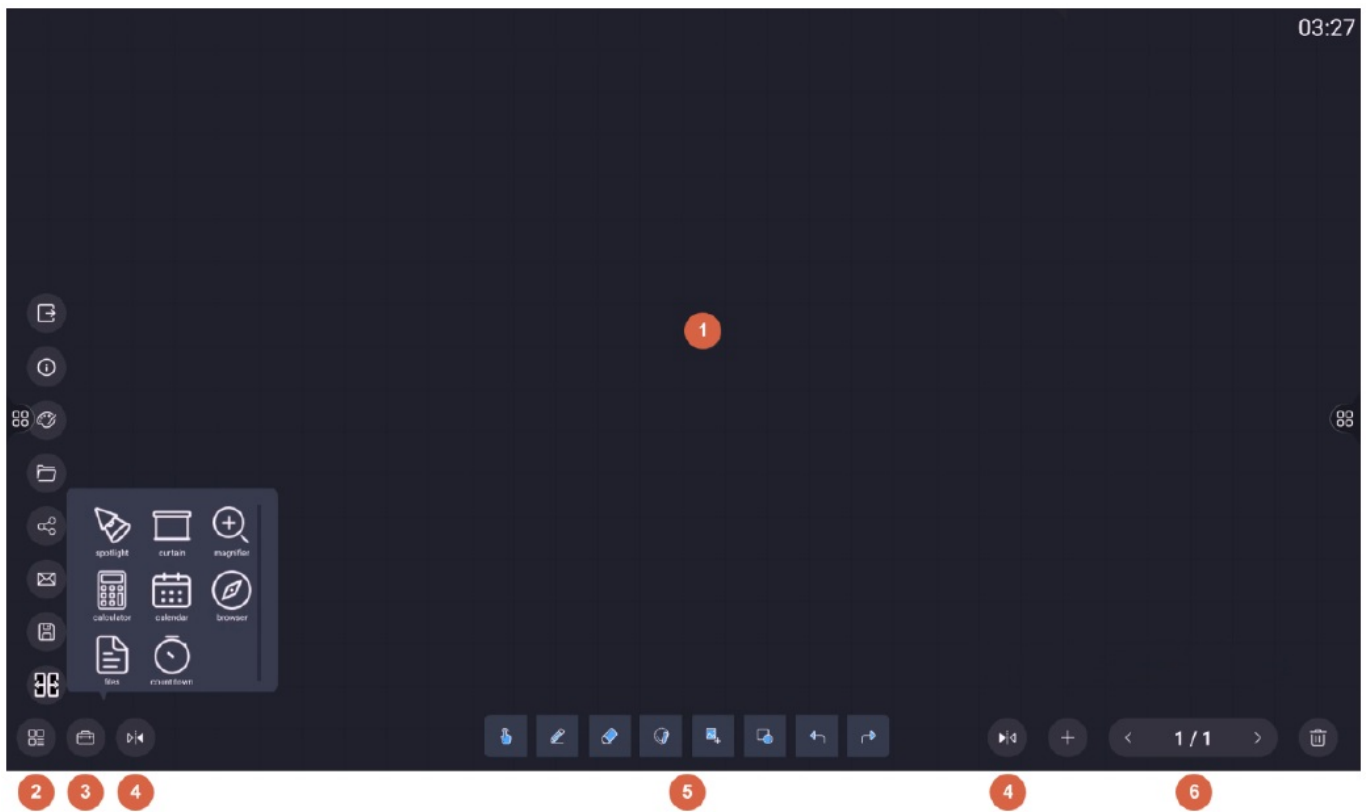 03:27
1
spotlight curtain magnifier
calculator calendar browser
files countdown
1 / 1
2 3 4 5 4 6